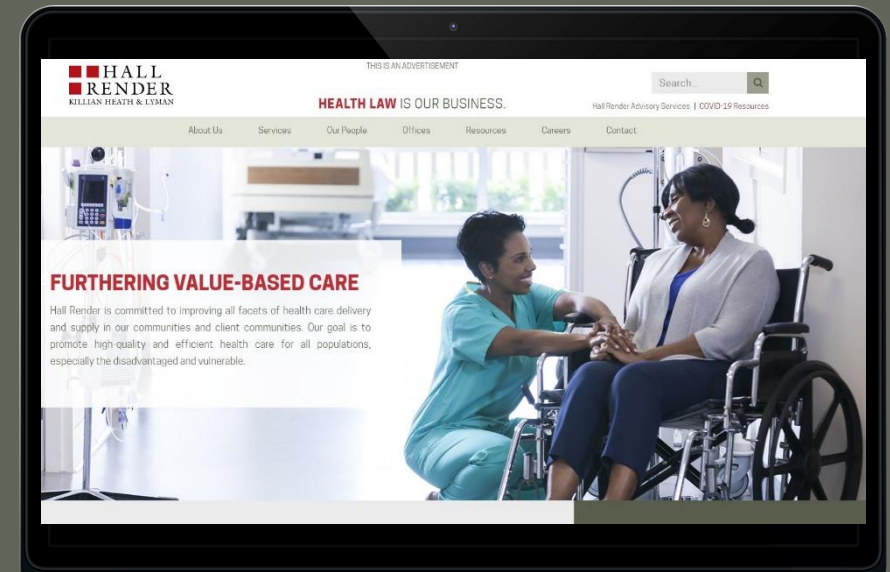 THIS IS AN ADVERTISEMENT
HALL
RENDER
KILLIAN HEATH & LYMAN
Search...
HEALTH LAW IS OUR BUSINESS.
Hall Render Advisory Services | COVID-19 Resources
About Us Services Our People Offices Resources Careers Contact
FURTHERING VALUE-BASED CARE
Hall Render is committed to improving all facets of health care delivery
and supply in our communities and client communities. Our goal is to
promote high-quality and efficient health care for all populations,
especially the disadvantaged and vulnerable.